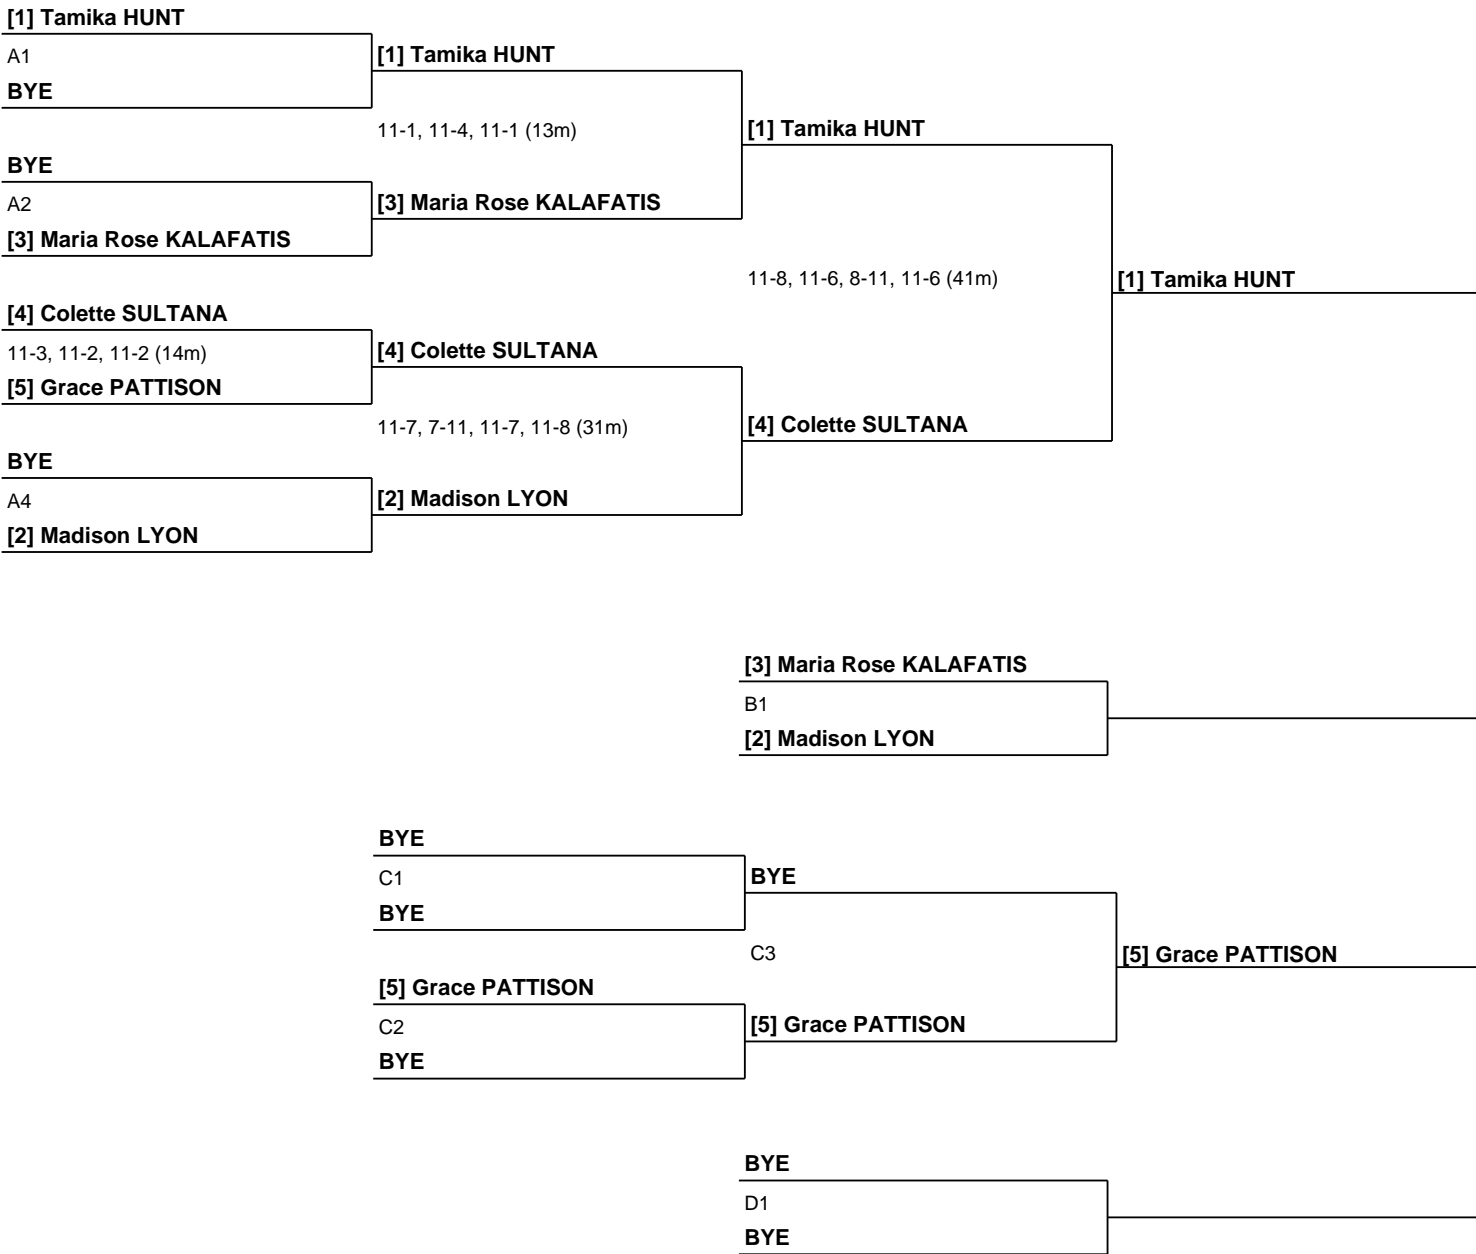 [1] Tamika HUNT
A1
[1] Tamika HUNT
BYE
11-1, 11-4, 11-1 (13m)
[1] Tamika HUNT
BYE
A2
[3] Maria Rose KALAFATIS
[3] Maria Rose KALAFATIS
11-8, 11-6, 8-11, 11-6 (41m)
[1] Tamika HUNT
[4] Colette SULTANA
11-3, 11-2, 11-2 (14m)
[4] Colette SULTANA
[5] Grace PATTISON
11-7, 7-11, 11-7, 11-8 (31m)
[4] Colette SULTANA
BYE
A4
[2] Madison LYON
[2] Madison LYON
[3] Maria Rose KALAFATIS
B1
[2] Madison LYON
BYE
C1
BYE
BYE
C3
[5] Grace PATTISON
[5] Grace PATTISON
C2
[5] Grace PATTISON
BYE
BYE
D1
BYE